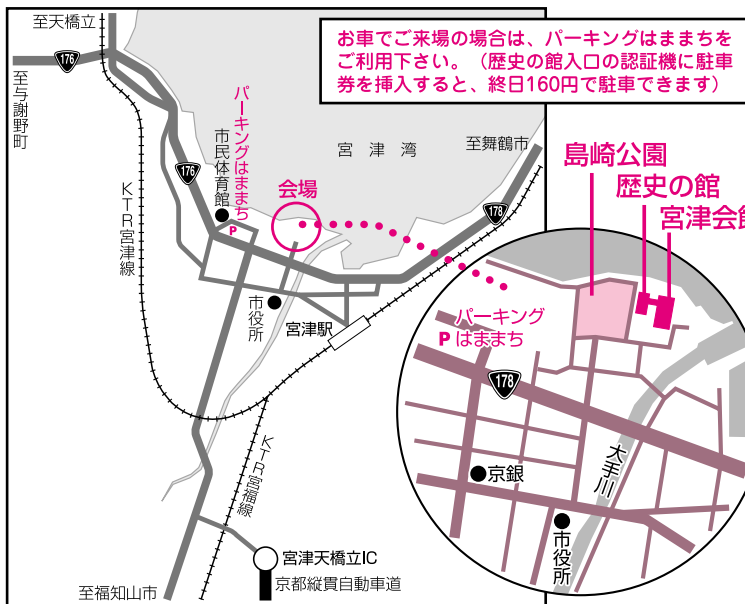 至天橋立
176
至与謝野町
お車でご来場の場合は、パーキングはままちを
ご利用下さい。（歴史の館入口の認証機に駐車
券を挿入すると、終日160円で駐車できます）
パーキングはままち
市民体育館
P
宮津湾
至舞鶴市
176
178
会場
KTR宮津線
市役所
宮津駅
KTR宮福線
宮津天橋立IC
京都縦貫自動車道
至福知山市
島崎公園
歴史の館
宮津会館
パーキング
P はままち
178
大手川
京銀
市役所